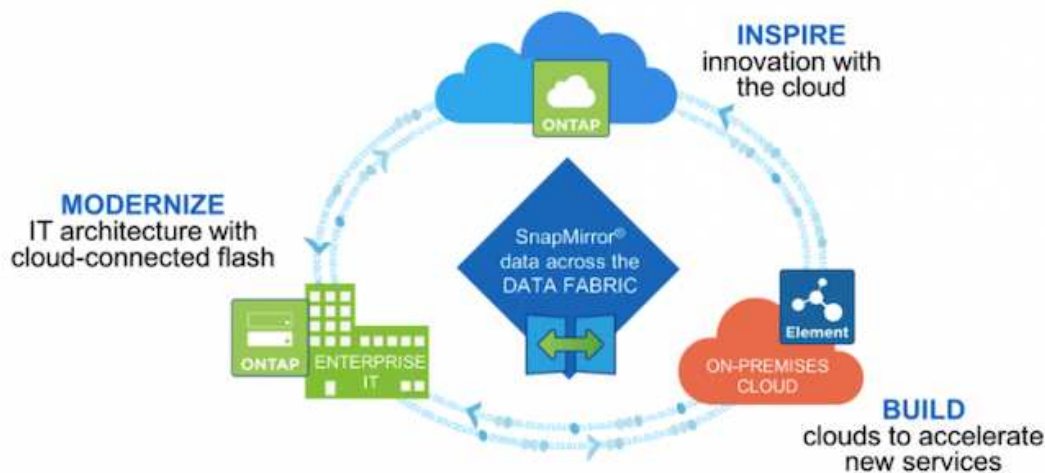 INSPIRE
innovation with
the cloud
ONTAP
MODERNIZE
IT architecture with
cloud-connected flash
SnapMirror®
data across the
DATA FABRIC
ONTAP
ENTERPRISE
IT
Element
ON-PREMISES
CLOUD
BUILD
clouds to accelerate
new services